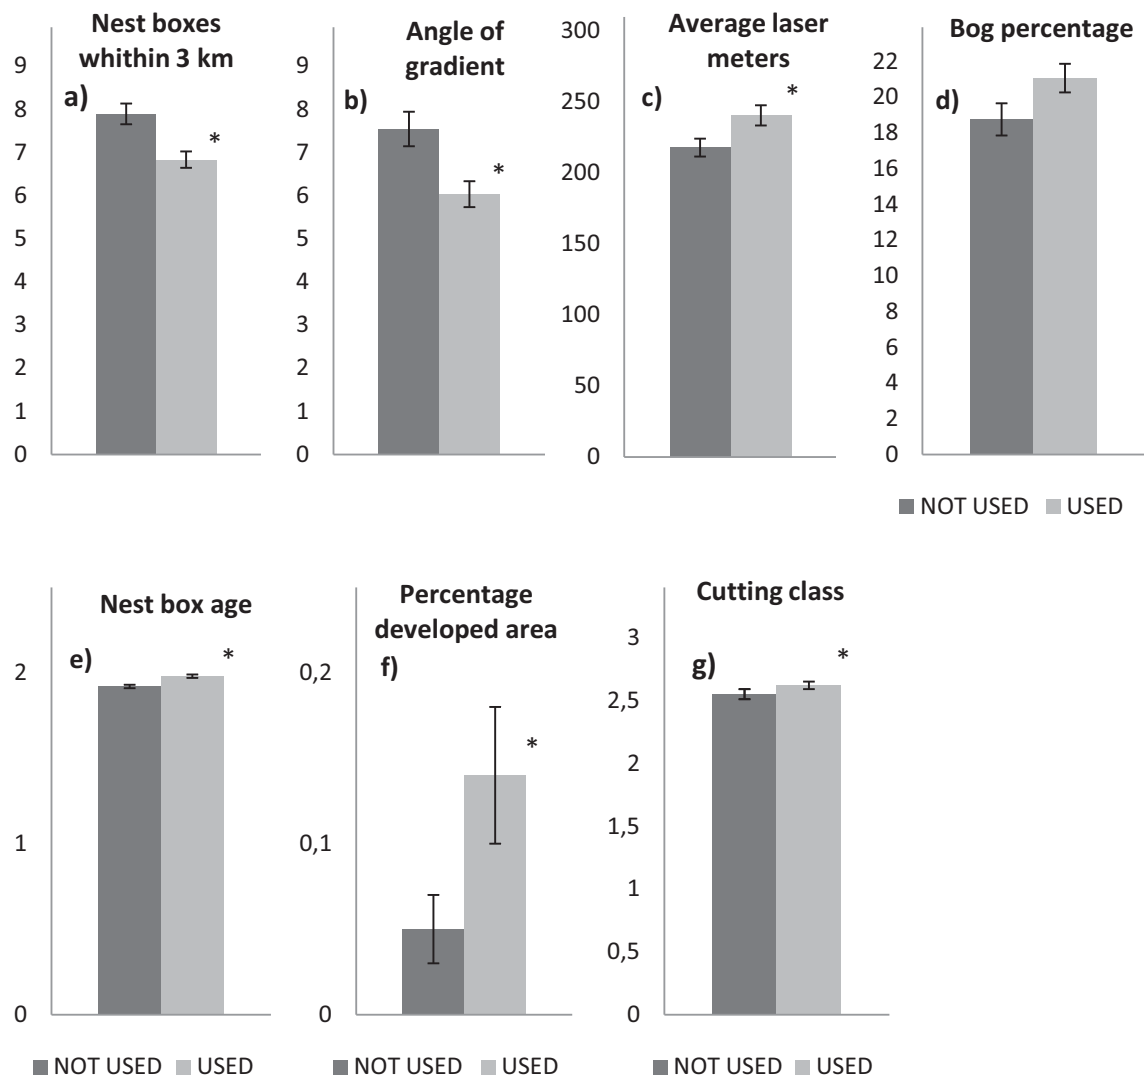 Nest boxes
whithin 3 km
a)
9
8
7
6
5
4
3
2
1
0
*
Angle of
gradient
b)
9
8
7
6
5
4
3
2
1
0
*
Average laser
meters
c)
300
250
200
150
100
50
0
*
Bog percentage
d)
22
20
18
16
14
12
10
8
6
4
2
0
NOT USED USED
Nest box age
e)
2
1
0
*
NOT USED USED
Percentage
developed area
f)
0,2
0,1
0
*
NOT USED USED
Cutting class
g)
3
2,5
2
1,5
1
0,5
0
*
NOT USED USED